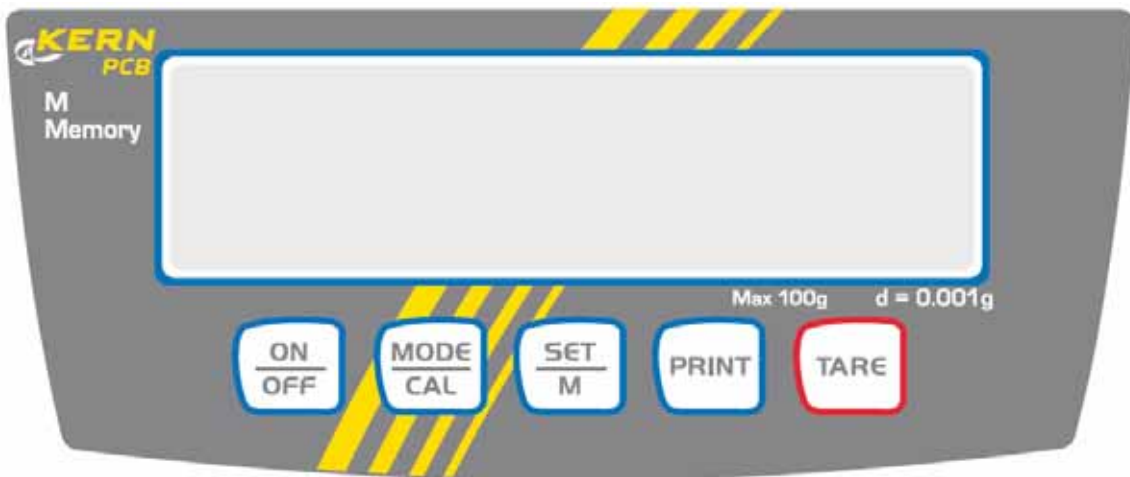 KERN
PCB
M
Memory
Max 100g d = 0.001g
ON
OFF
MODE
CAL
SET
M
PRINT
TARE